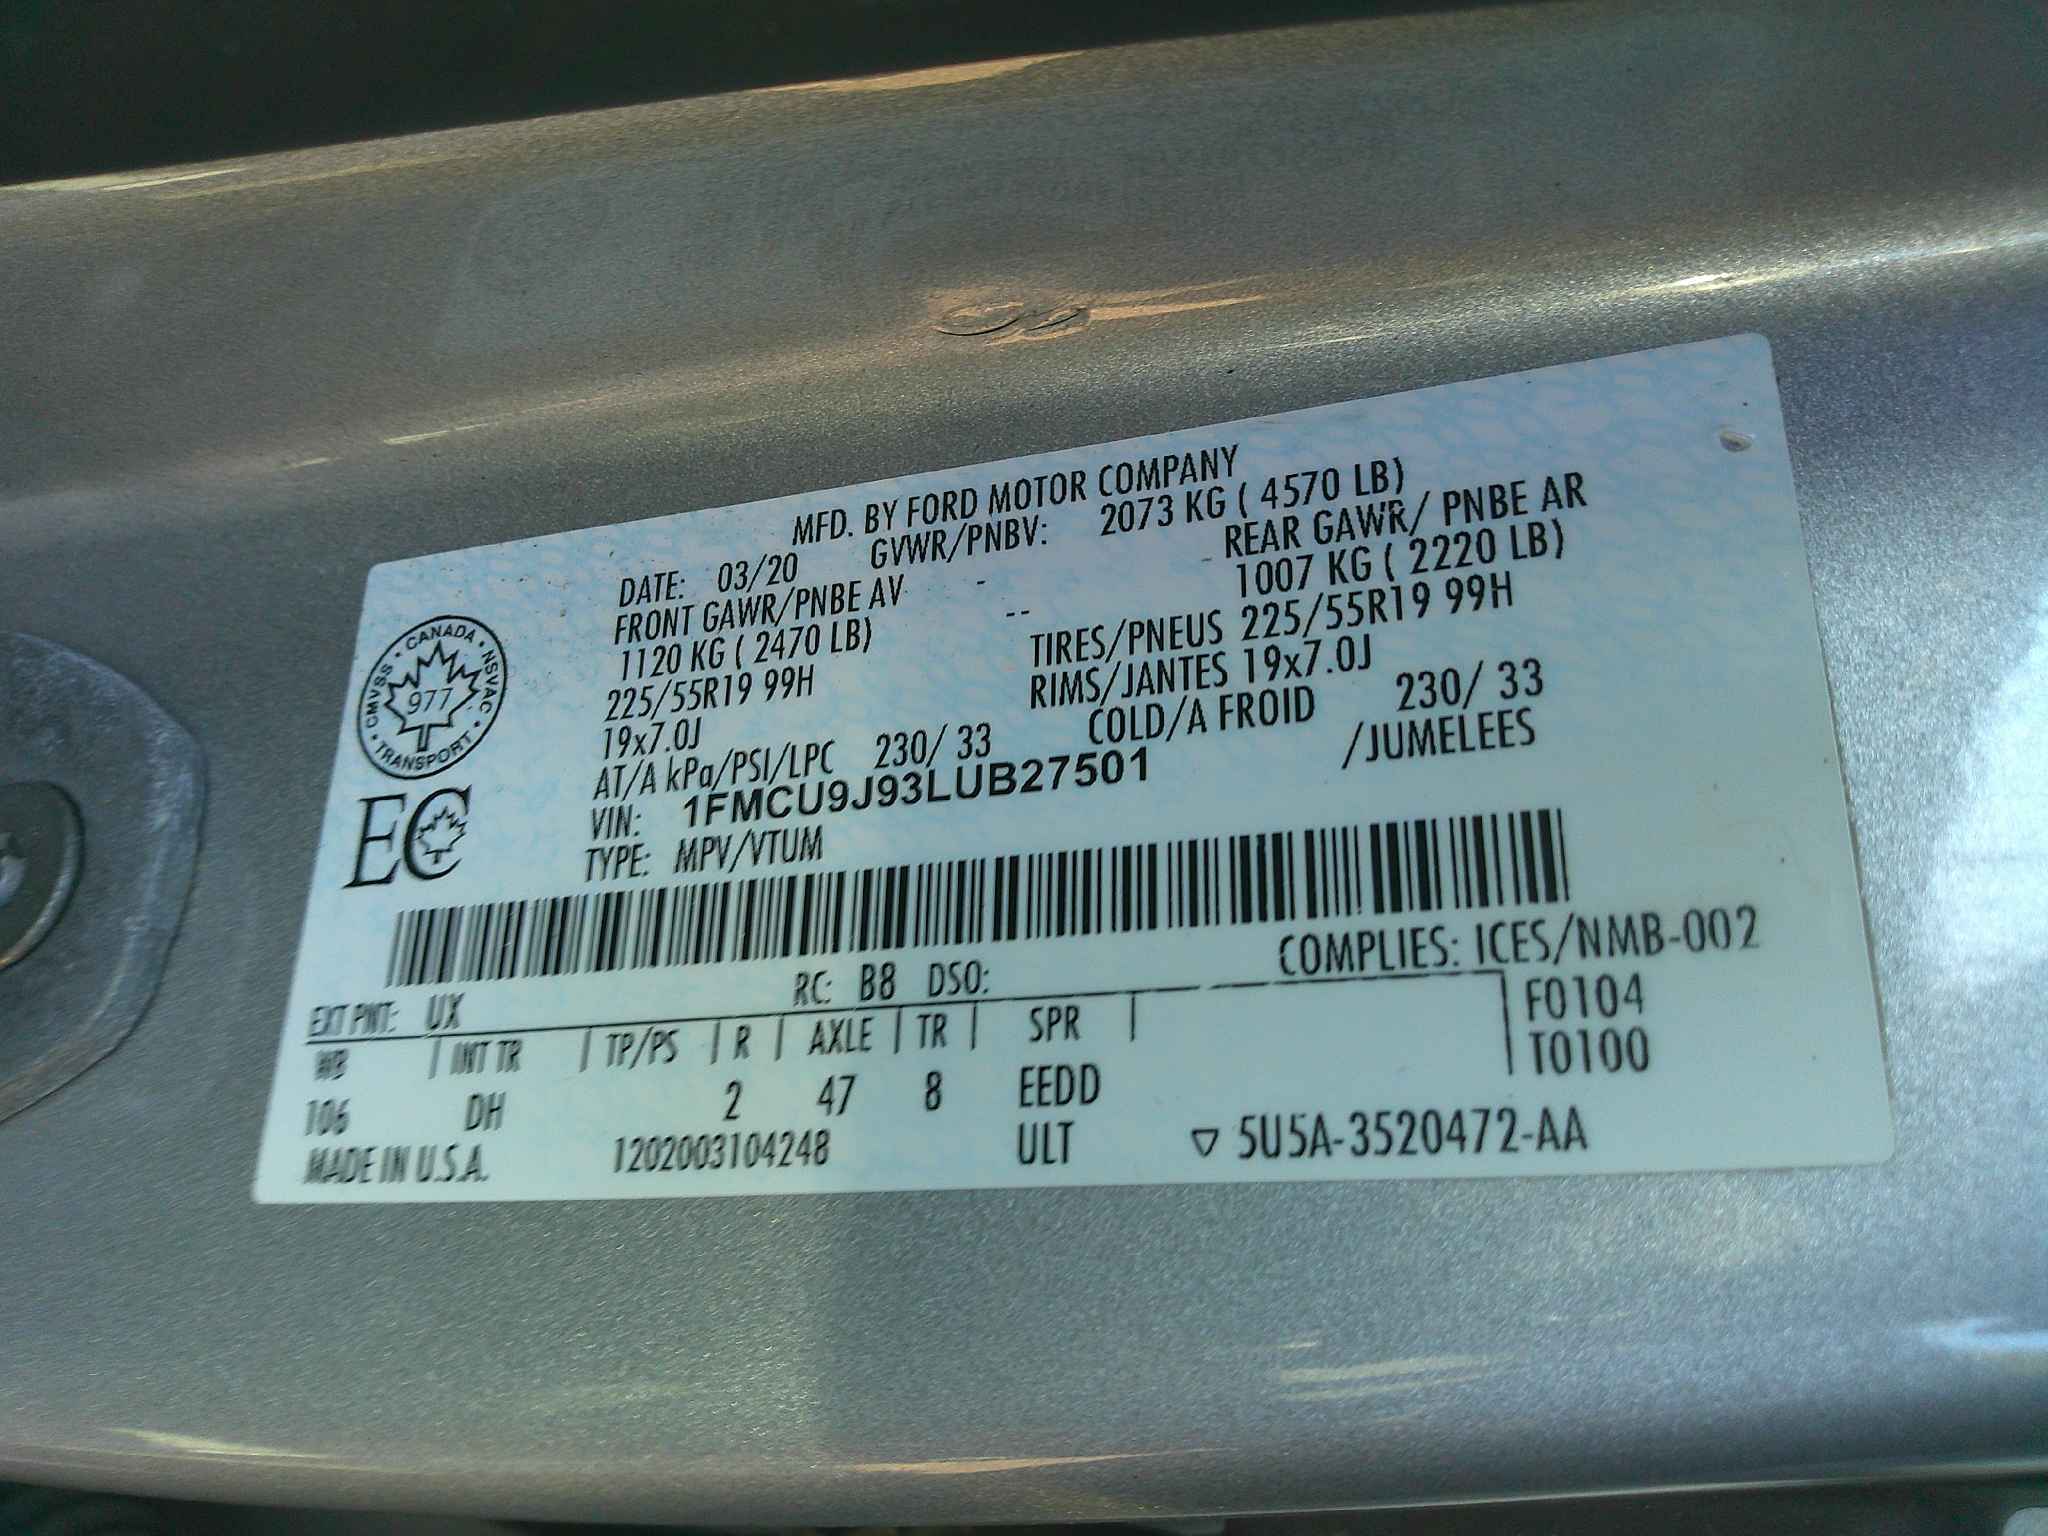 MFD. BY FORD MOTOR COMPANY
DATE: 03/20 GVWR/PNBV: 2073 KG ( 4570 LB)
FRONT GAWR/PNBE AV - - REAR GAWR/ PNBE AR
1120 KG ( 2470 LB) -- 1007 KG ( 2220 LB)
225/55R19 99H TIRES/PNEUS 225/55R19 99H
19x7.0J RIMS/JANTES 19x7.0J
AT/A kPa/PSI/LPC 230/ 33 COLD/A FROID 230/ 33
VIN: 1FMCU9J93LUB27501 /JUMELEES
TYPE: MPV/VTUM
CANADA • NSVAC • TRANSPORT • CMVSS •
977
EC
COMPLIES: ICES/NMB-002
EXT PNT: UX RC: B8 DSO:
WB | INT TR | TP/PS | R | AXLE | TR | SPR |
F0104
106 DH 2 47 8 EEDD
T0100
MADE IN U.S.A. 1202003104248 ULT ▽ 5U5A-3520472-AA